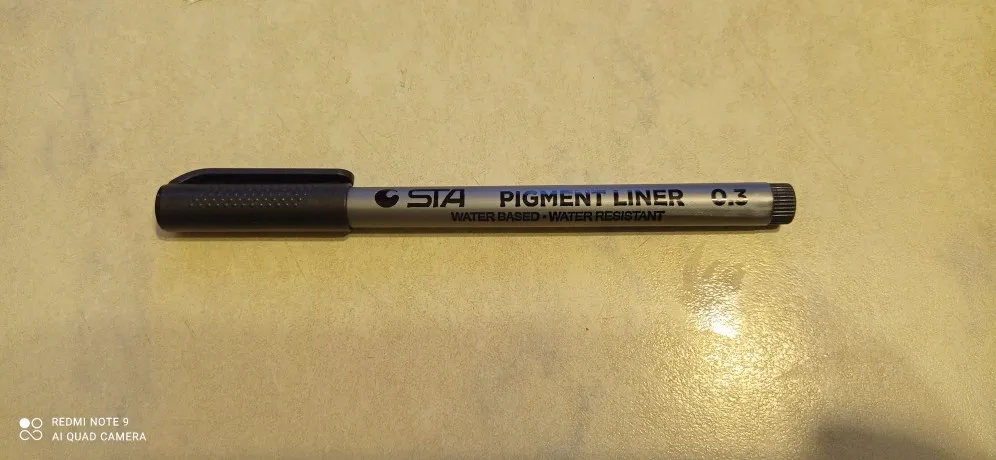 STA PIGMENT LINER 0.3
WATER BASED • WATER RESISTANT
REDMI NOTE 9
AI QUAD CAMERA